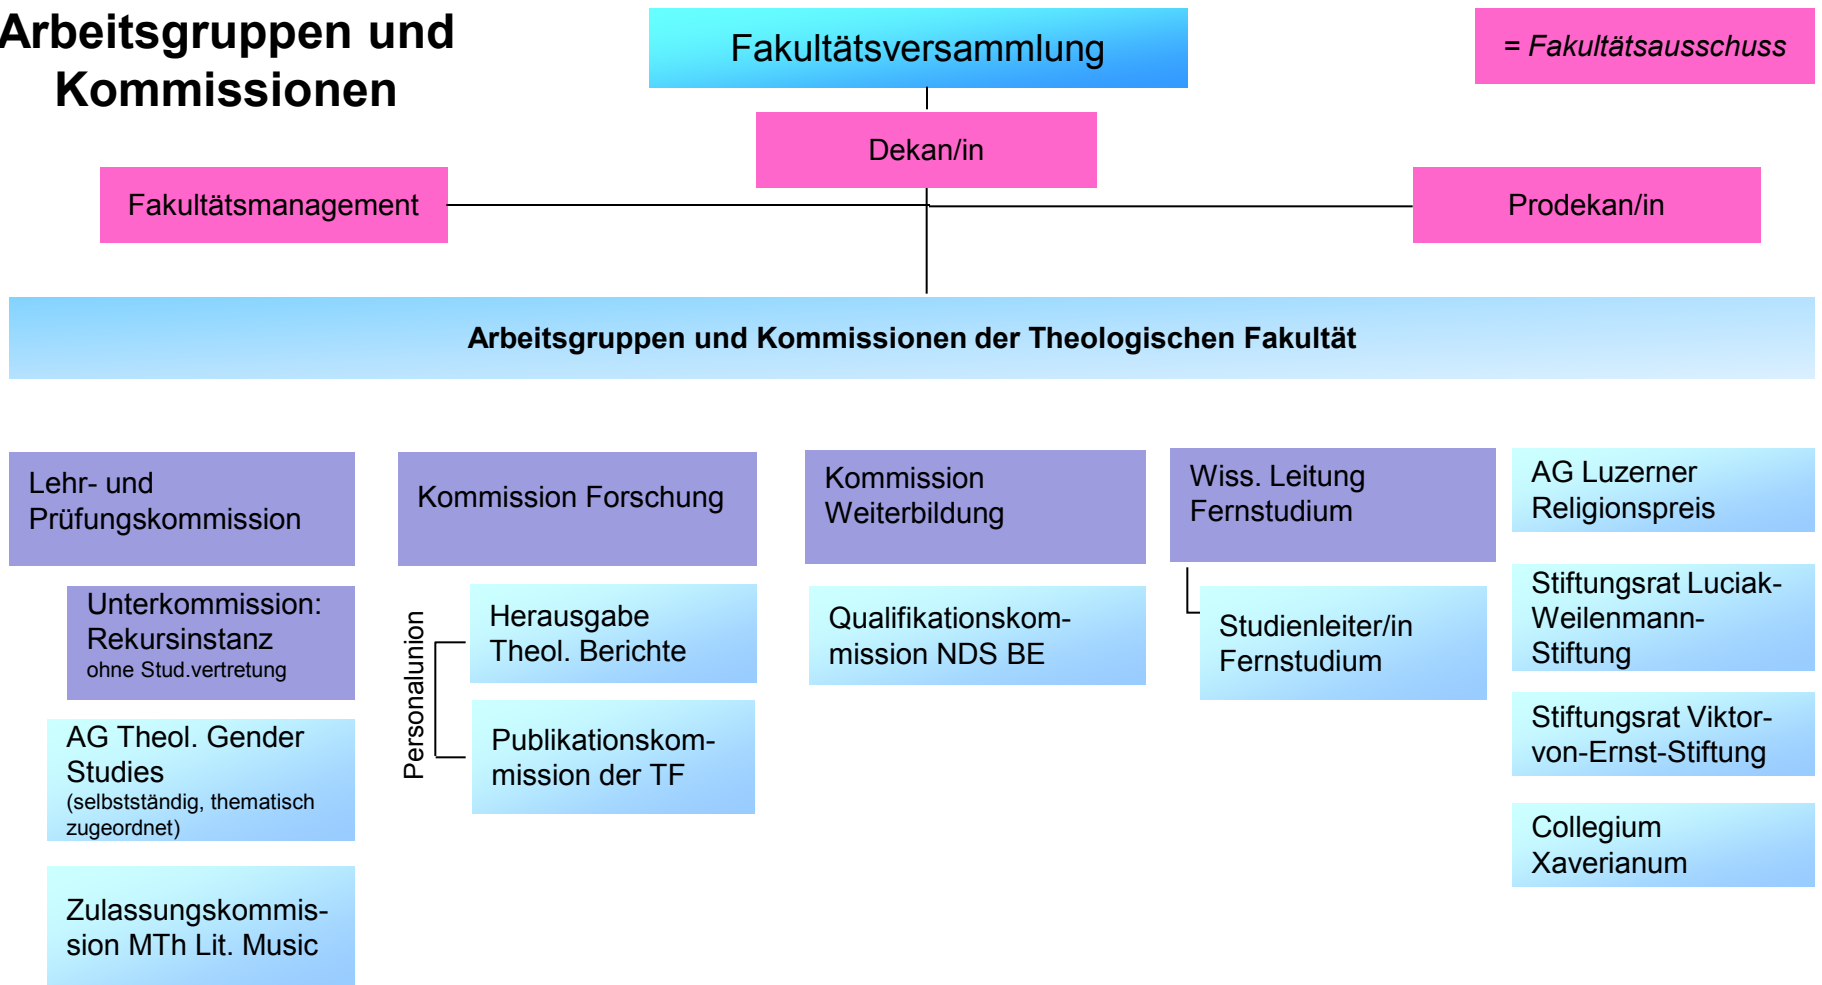 Arbeitsgruppen und
Kommissionen
Fakultätsversammlung
= Fakultätsausschuss
Dekan/in
Fakultätsmanagement
Prodekan/in
Arbeitsgruppen und Kommissionen der Theologischen Fakultät
Lehr- und
Prüfungskommission
Unterkommission:
Rekursinstanz
ohne Stud.vertretung
AG Theol. Gender
Studies
(selbstständig, thematisch
zugeordnet)
Zulassungskommis-
sion MTh Lit. Music
Kommission Forschung
Personalunion
Herausgabe
Theol. Berichte
Publikationskom-
mission der TF
Kommission
Weiterbildung
Qualifikationskom-
mission NDS BE
Wiss. Leitung
Fernstudium
Studienleiter/in
Fernstudium
AG Luzerner
Religionspreis
Stiftungsrat Luciak-
Weilenmann-
Stiftung
Stiftungsrat Viktor-
von-Ernst-Stiftung
Collegium
Xaverianum